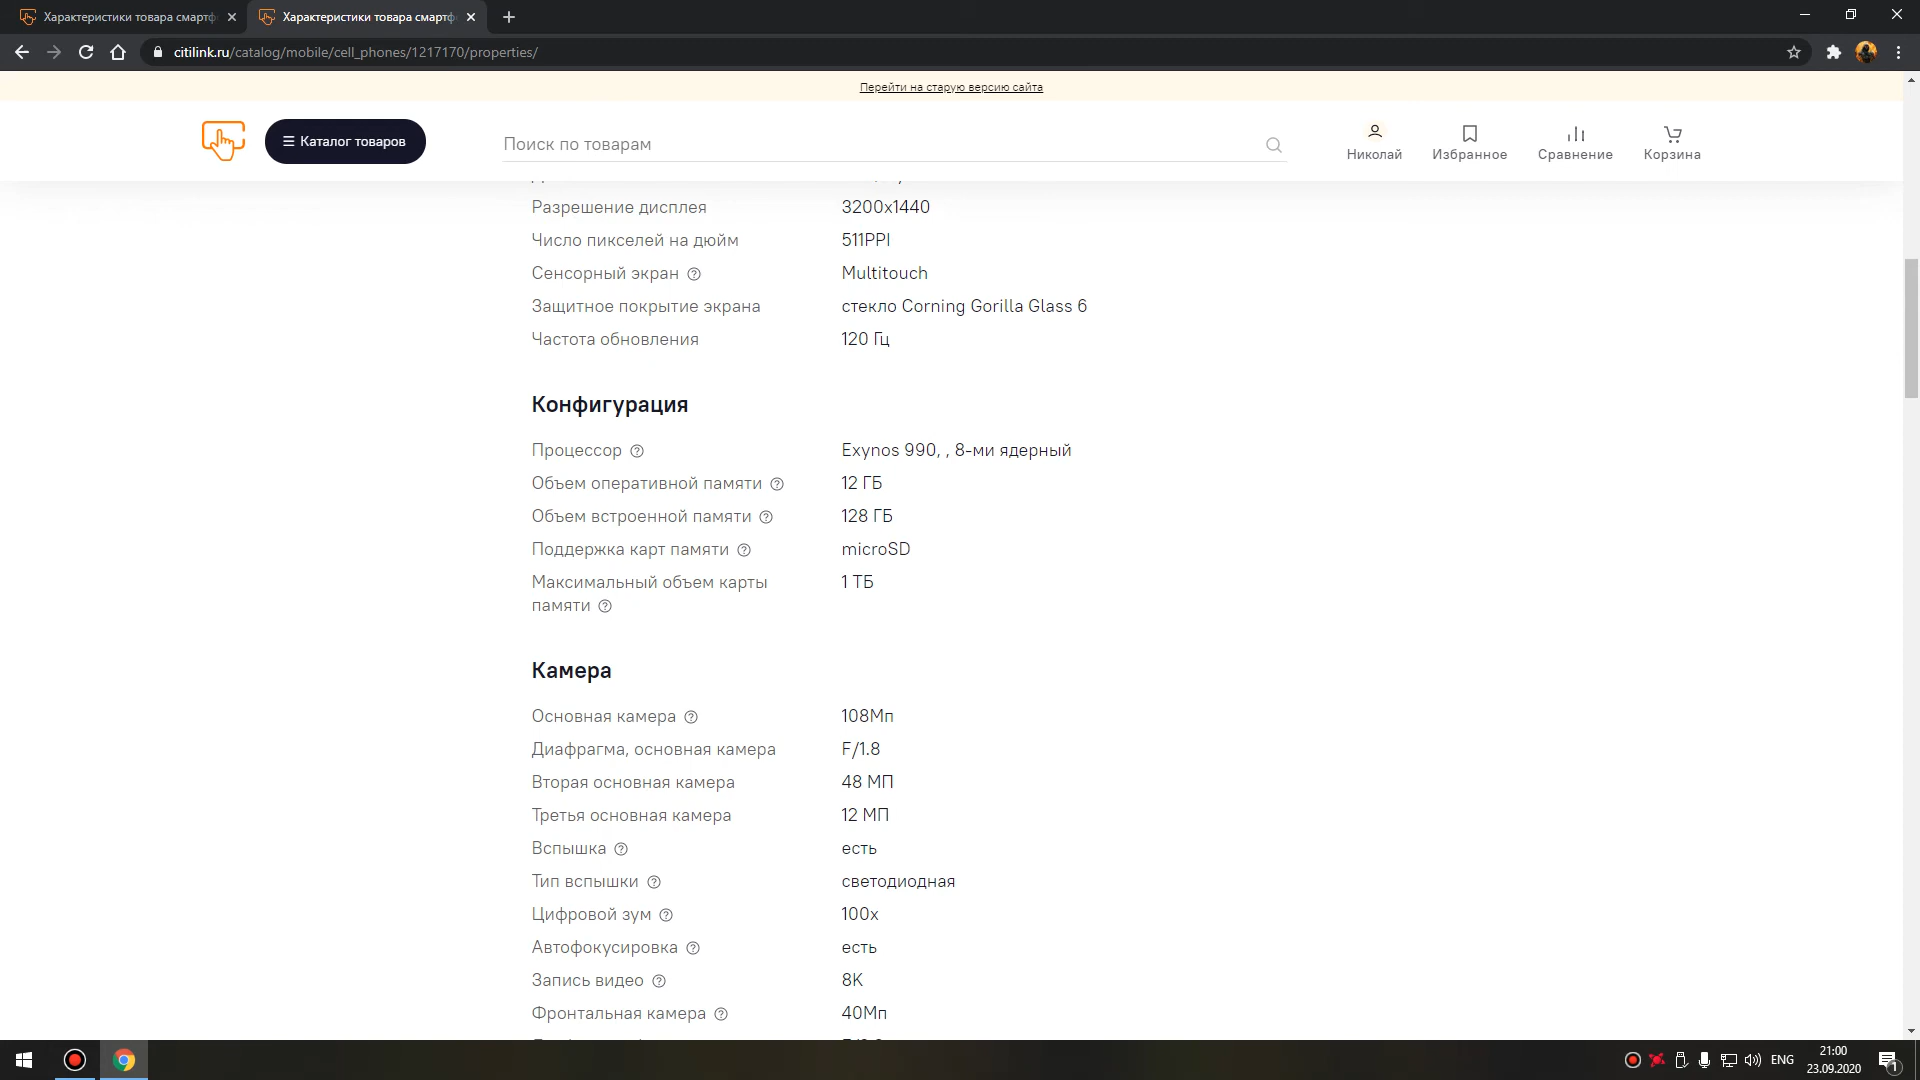 Характеристики товара смартф
Характеристики товара смартф
citilink.ru/catalog/mobile/cell_phones/1217170/properties/
Перейти на старую версию сайта
Каталог товаров
Поиск по товарам
Николай
Избранное
Сравнение
Корзина
Разрешение дисплея 3200x1440
Число пикселей на дюйм 511PPI
Сенсорный экран Multitouch
Защитное покрытие экрана стекло Corning Gorilla Glass 6
Частота обновления 120 Гц
Конфигурация
Процессор Exynos 990, , 8-ми ядерный
Объем оперативной памяти 12 ГБ
Объем встроенной памяти 128 ГБ
Поддержка карт памяти microSD
Максимальный объем карты 1 ТБ
памяти
Камера
Основная камера 108Мп
Диафрагма, основная камера F/1.8
Вторая основная камера 48 МП
Третья основная камера 12 МП
Вспышка есть
Тип вспышки светодиодная
Цифровой зум 100x
Автофокусировка есть
Запись видео 8K
Фронтальная камера 40Мп
ENG
21:00
23.09.2020
1